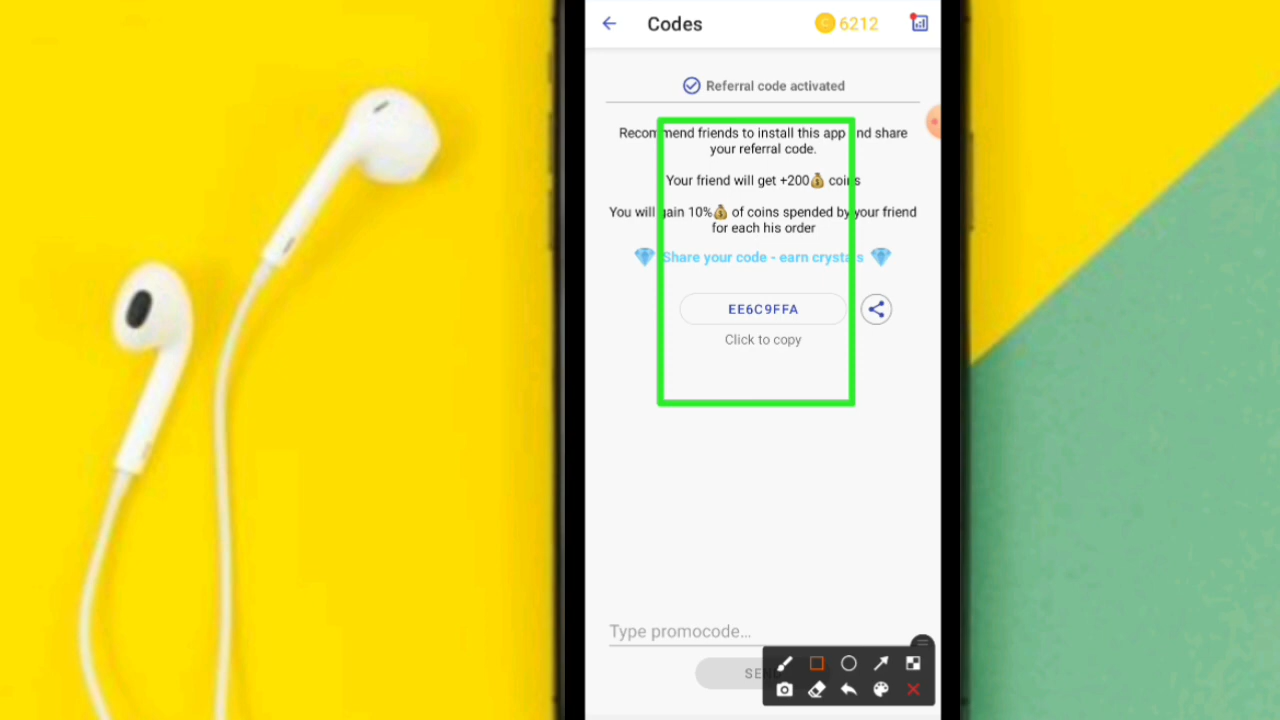 Codes
6212
Referral code activated
Recommend friends to install this app and share
your referral code.
Your friend will get +200💰 coins
You will gain 10%💰 of coins spended by your friend
for each his order
💎 Share your code - earn crystals 💎
EE6C9FFA
Click to copy
Type promocode...
SEND